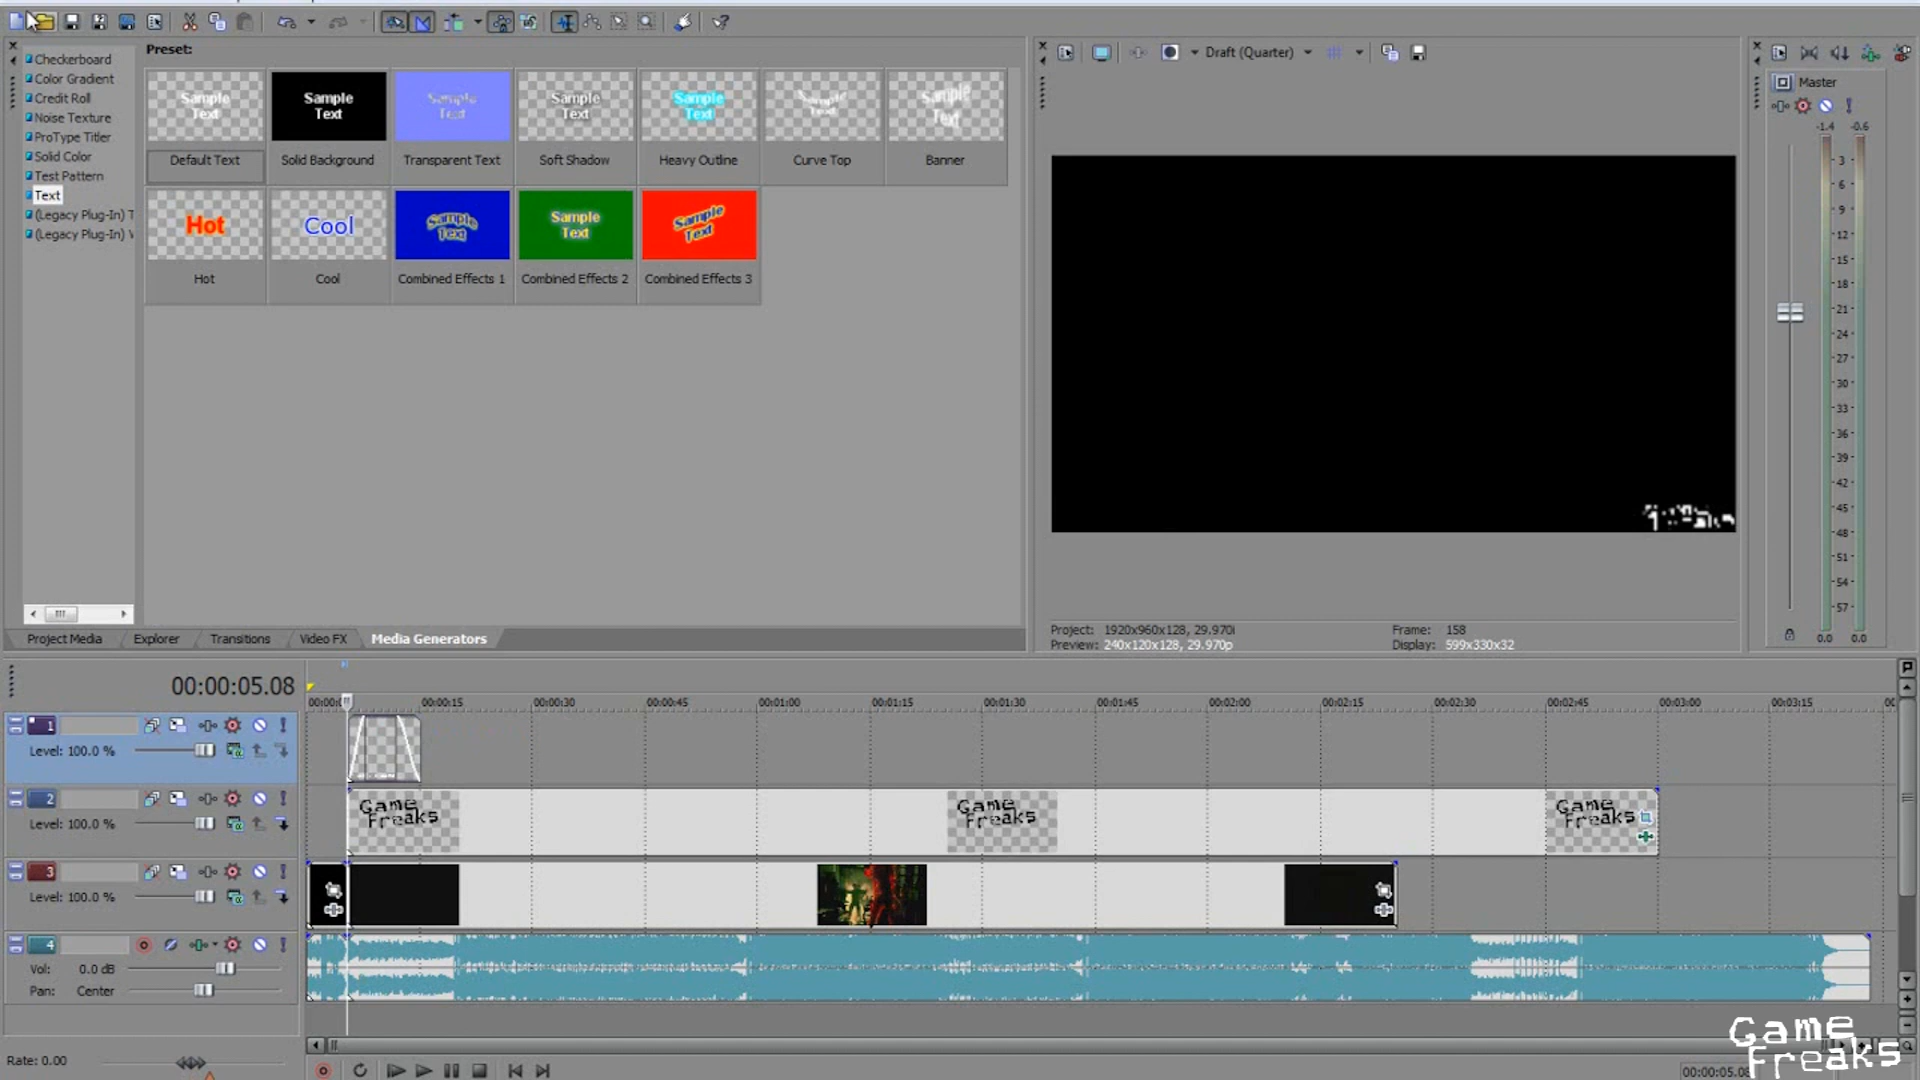 Preset:
Checkerboard
Color Gradient
Credit Roll
Noise Texture
ProType Titler
Solid Color
Test Pattern
Text
(Legacy Plug-In) T
(Legacy Plug-In)
Sample Text
Sample Text
Sample Text
Sample Text
Sample Text
Sample Text
Sample Text
Default Text
Solid Background
Transparent Text
Soft Shadow
Heavy Outline
Curve Top
Banner
Hot
Cool
Sample Text
Sample Text
Sample Text
Hot
Cool
Combined Effects 1
Combined Effects 2
Combined Effects 3
Project Media
Explorer
Transitions
Video FX
Media Generators
Draft (Quarter)
Project: 1920x960x128, 29.970i
Preview: 240x120x128, 29.970p
Frame: 158
Display: 599x330x32
Master
-1.4 -0.6
3
6
9
12
15
18
21
24
27
30
33
36
39
42
45
48
51
54
57
0.0 0.0
00:00:05.08
00:00:15
00:00:30
00:00:45
00:01:00
00:01:15
00:01:30
00:01:45
00:02:00
00:02:15
00:02:30
00:02:45
00:03:00
00:03:15
1
Level: 100.0 %
2
Level: 100.0 %
Game Freaks
Game Freaks
Game Freaks
3
Level: 100.0 %
4
Vol: 0.0 dB
Pan: Center
Rate: 0.00
00:00:05.08
Game
Freaks